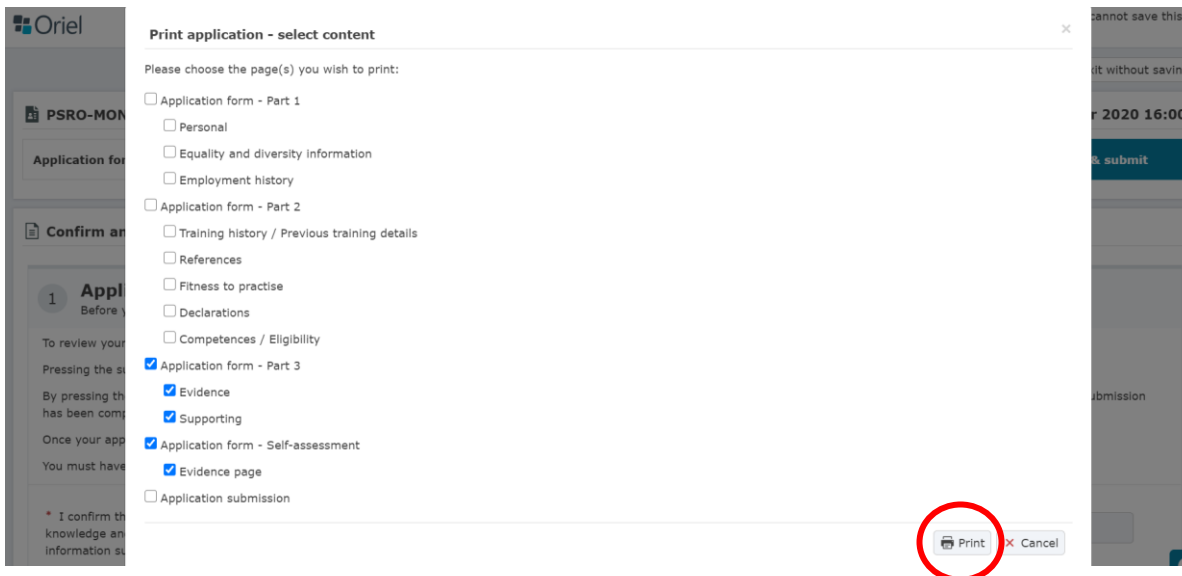 Oriel
cannot save this
Print application - select content
×
Please choose the page(s) you wish to print:
it without savin
Application form - Part 1
PSRO-MON
r 2020 16:00
Personal
Equality and diversity information
Application for
& submit
Employment history
Application form - Part 2
Confirm an
Training history / Previous training details
References
1
Appl
Before y
Fitness to practise
Declarations
To review your
Competences / Eligibility
Pressing the su
Application form - Part 3
By pressing th
Evidence
ubmission
has been comp
Supporting
Once your app
Application form - Self-assessment
You must have
Evidence page
Application submission
* I confirm th
knowledge an
information su
Print
× Cancel